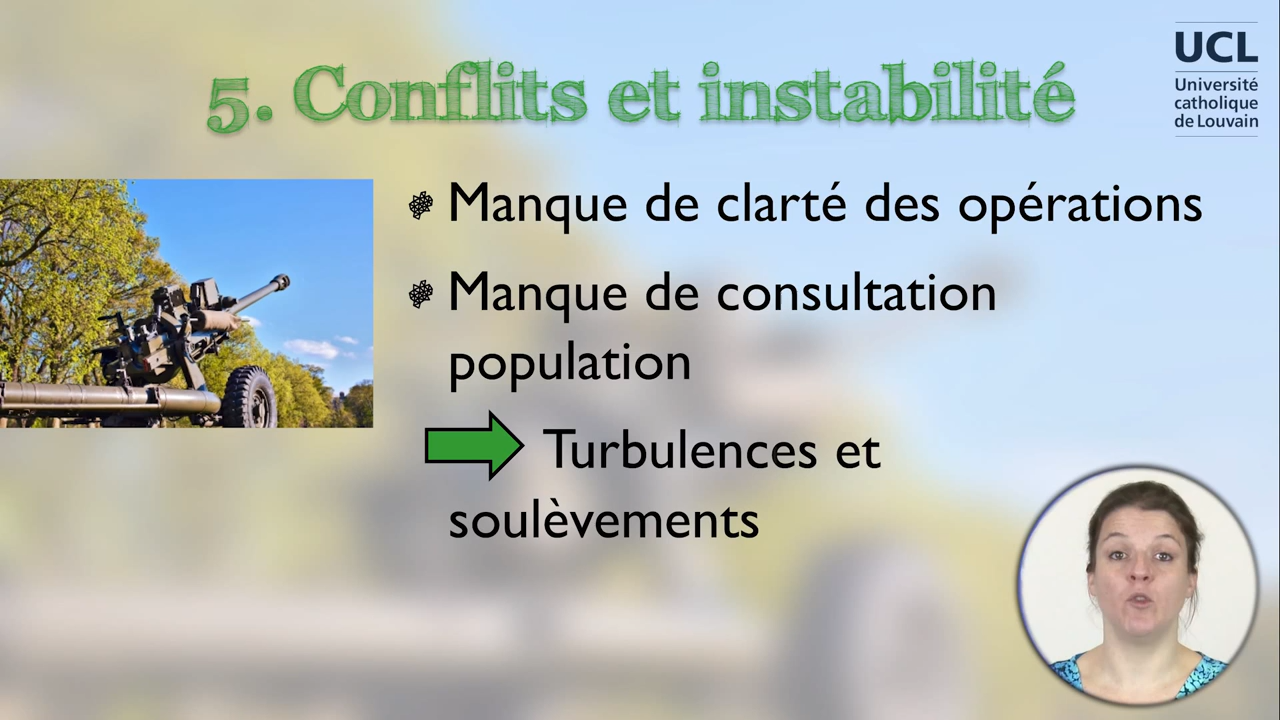 5. Conflits et instabilité
UCL
Université
catholique
de Louvain
Manque de clarté des opérations
Manque de consultation
population
Turbulences et
soulèvements